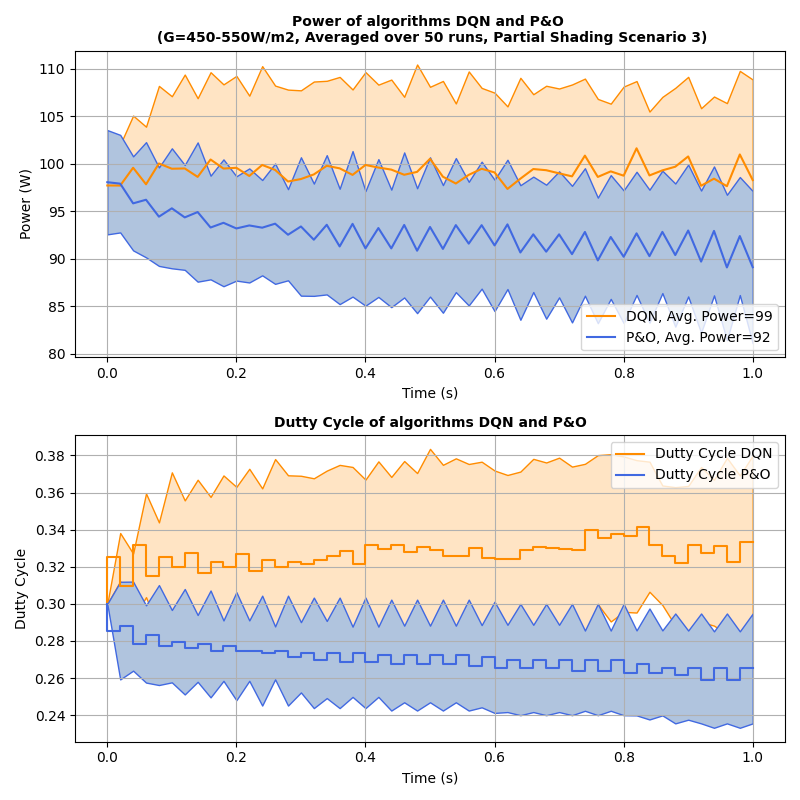 Power of algorithms DQN and P&O
(G=450-550W/m2, Averaged over 50 runs, Partial Shading Scenario 3)
Power (W)
110
105
100
95
90
85
80
DQN, Avg. Power=99
P&O, Avg. Power=92
0.0 0.2 0.4 0.6 0.8 1.0
Time (s)
Dutty Cycle of algorithms DQN and P&O
Dutty Cycle
0.38
0.36
0.34
0.32
0.30
0.28
0.26
0.24
Dutty Cycle DQN
Dutty Cycle P&O
0.0 0.2 0.4 0.6 0.8 1.0
Time (s)